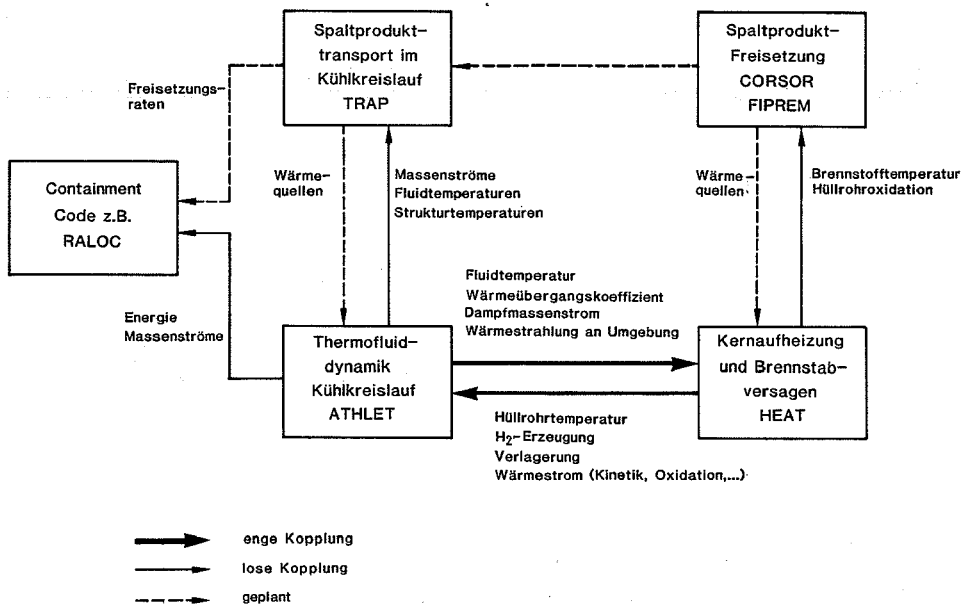 Spaltprodukt-
transport im
Kühlkreislauf
TRAP
Spaltprodukt-
Freisetzung
CORSOR
FIPREM
Freisetzungs-
raten
Containment
Code z.B.
RALOC
Wärme-
quellen
Massenströme
Fluidtemperaturen
Strukturtemperaturen
Wärme-
quellen
Brennstofftemperatur
Hüllrohroxidation
Energie
Massenströme
Fluidtemperatur
Wärmeübergangskoeffizient
Dampfmassenstrom
Wärmestrahlung an Umgebung
Thermofluid-
dynamik
Kühlkreislauf
ATHLET
Kernaufheizung
und Brennstab-
versagen
HEAT
Hüllrohrtemperatur
H₂-Erzeugung
Verlagerung
Wärmestrom (Kinetik, Oxidation,...)
enge Kopplung
lose Kopplung
geplant